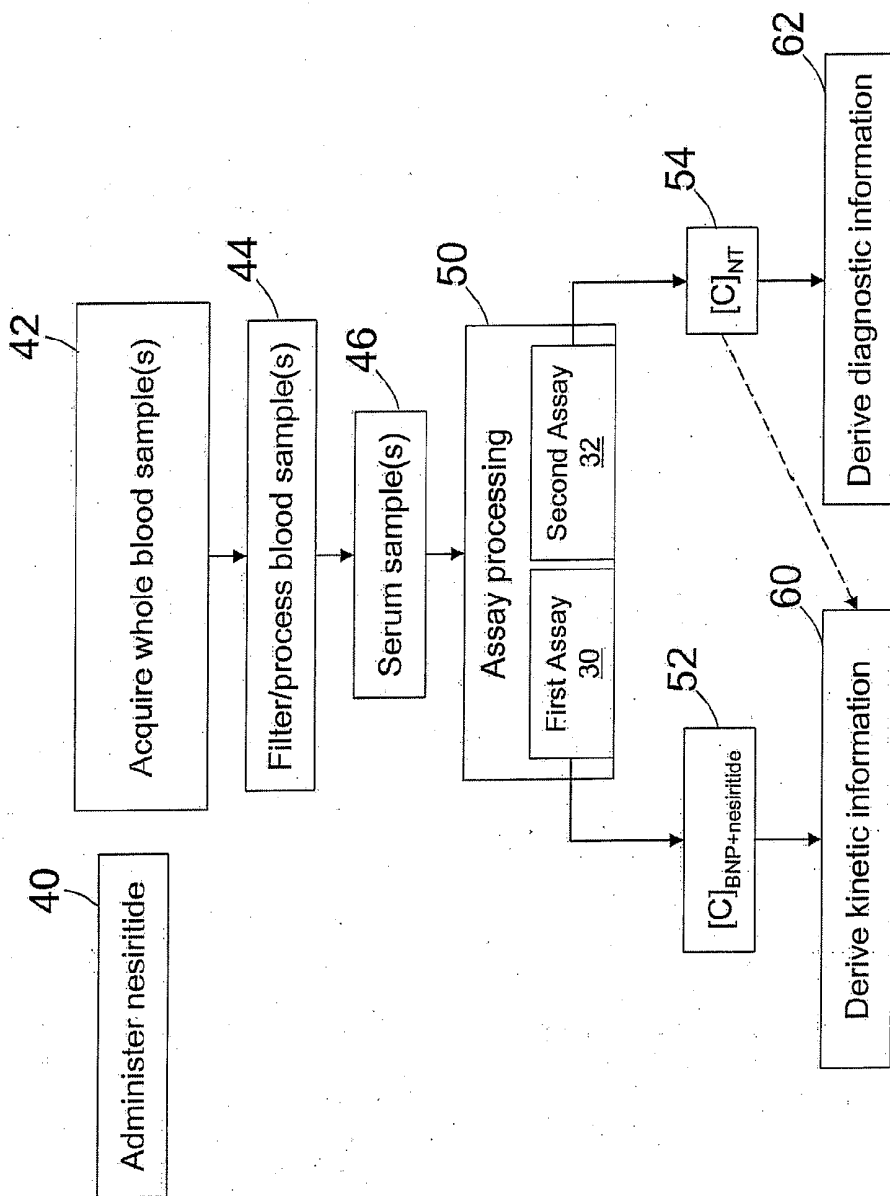 40
Administer nesiritide
42
Acquire whole blood sample(s)
44
Filter/process blood sample(s)
46
Serum sample(s)
50
Assay processing
First Assay
30
Second Assay
32
52
[C]BNP+nesiritide
54
[C]NT
60
Derive kinetic information
62
Derive diagnostic information